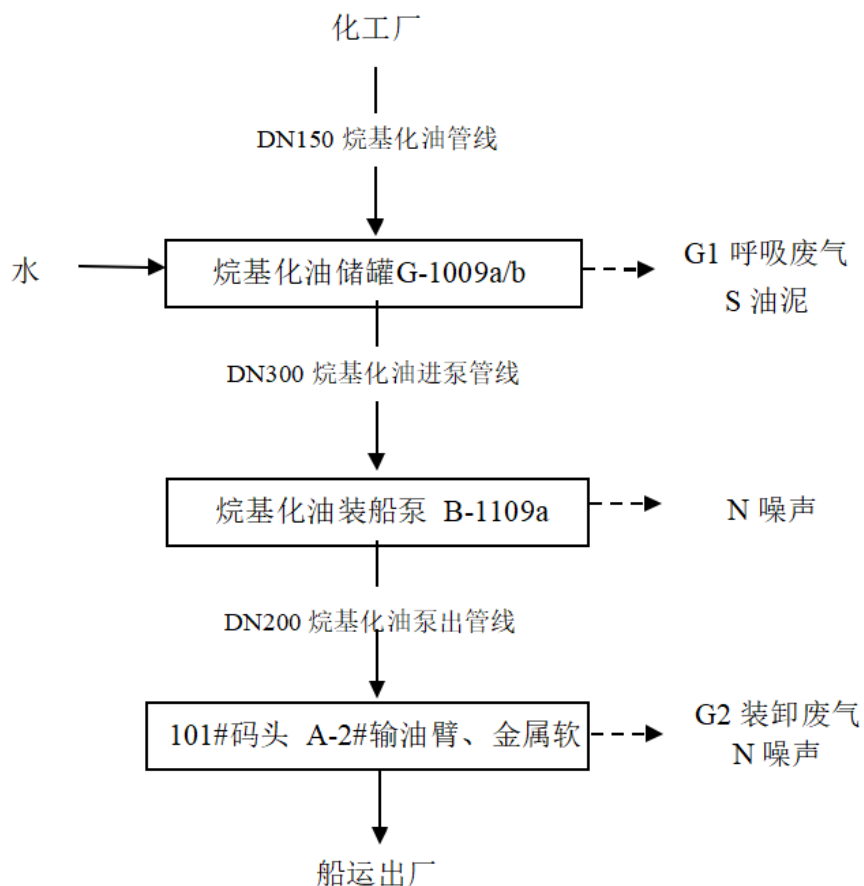 化工厂
DN150 烷基化油管线
水
烷基化油储罐G-1009a/b
G1 呼吸废气
S 油泥
DN300 烷基化油进泵管线
烷基化油装船泵 B-1109a
N 噪声
DN200 烷基化油泵出管线
101#码头 A-2#输油臂、金属软
G2 装卸废气
N 噪声
船运出厂